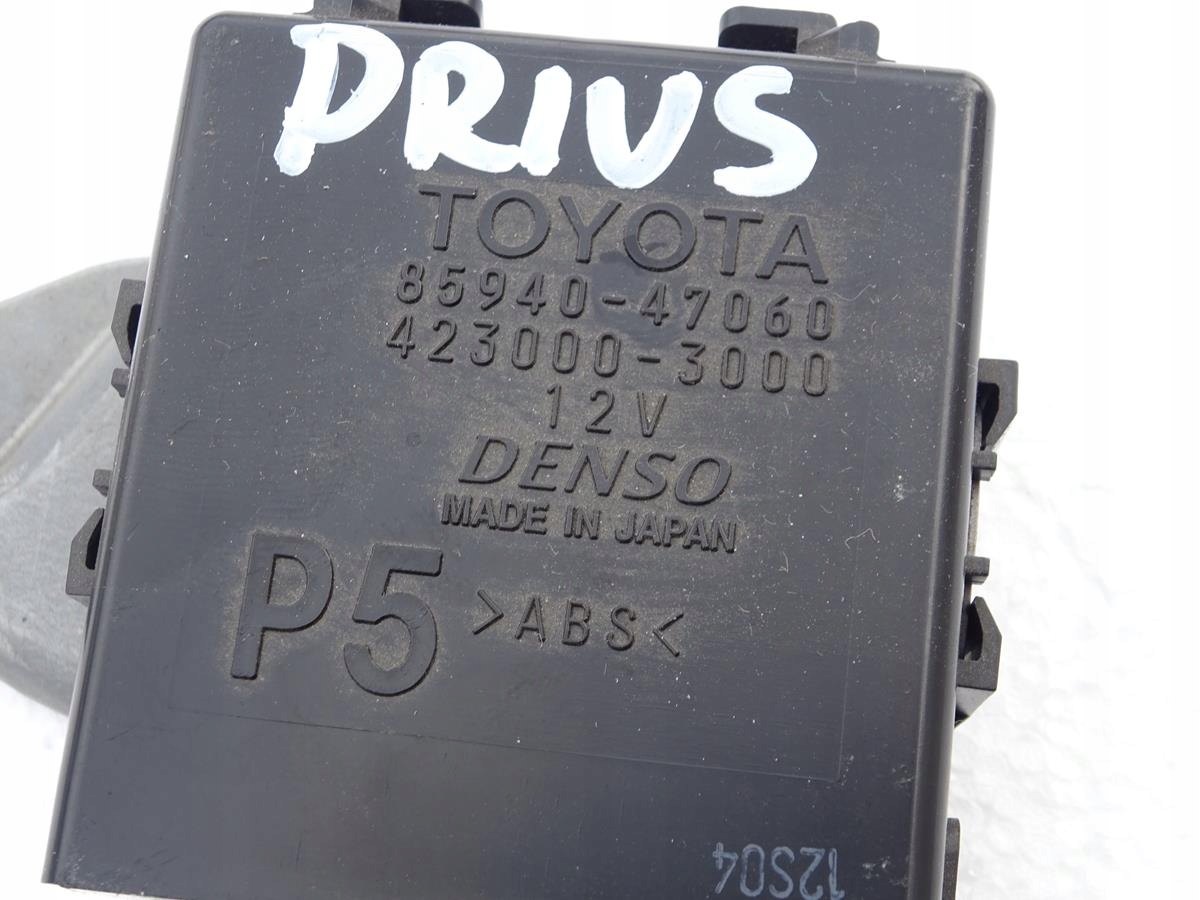 PRIUS
TOYOTA
85940-47060
423000-3000
12V
DENSO
MADE IN JAPAN
P5 >ABS<
12S04